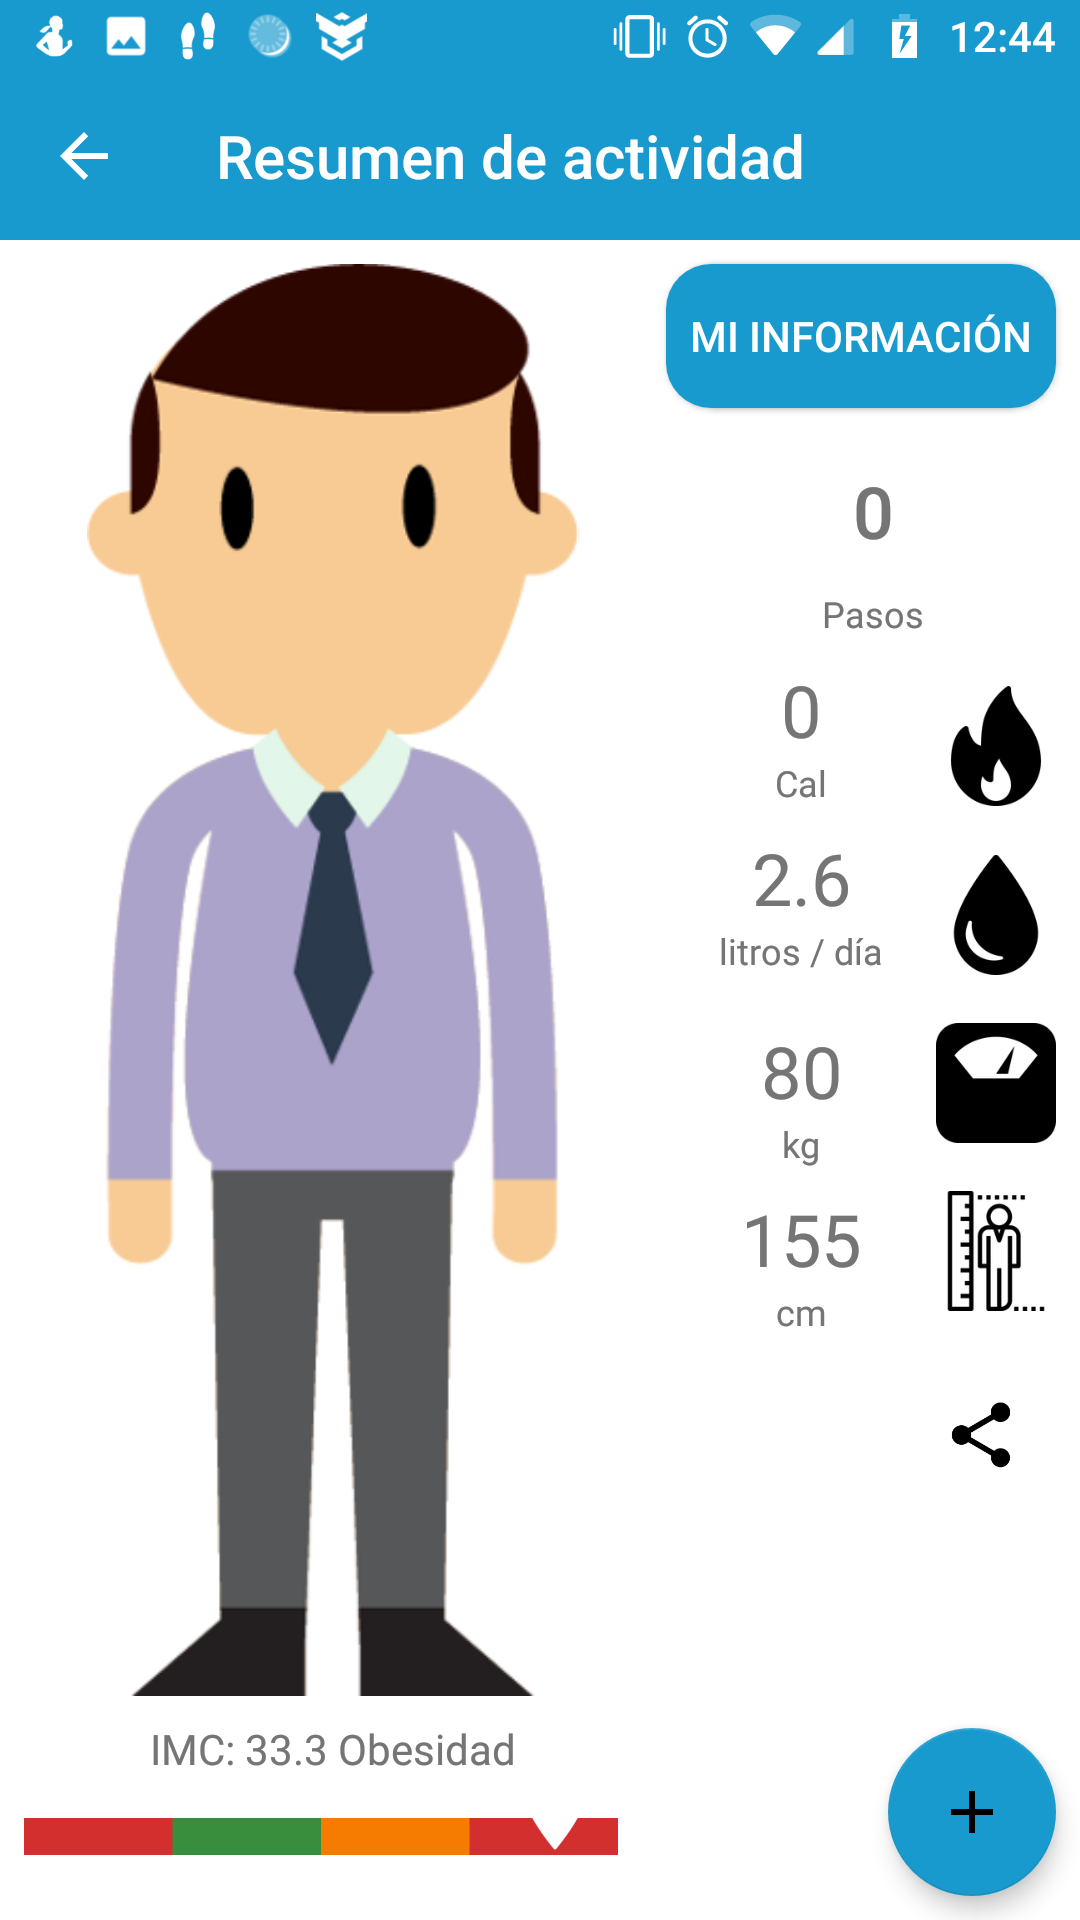 12:44
Resumen de actividad
MI INFORMACIÓN
0
Pasos
0
Cal
2.6
litros / día
80
kg
155
cm
IMC: 33.3 Obesidad